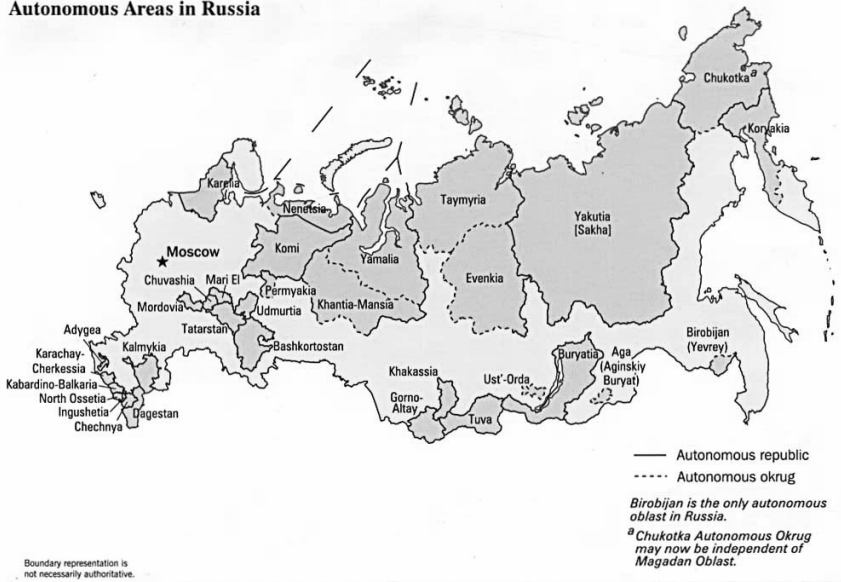 Autonomous Areas in Russia
Chukotka a
Koryakia
Karelia
Nenetsia
Taymyria
Yakutia
[Sakha]
Moscow
Komi
Yamalia
Evenkia
Chuvashia
Mari El
Permyakia
Khantia-Mansia
Mordovia
Udmurtia
Tatarstan
Bashkortostan
Adygea
Karachay-
Cherkessia
Kalmykia
Kabardino-Balkaria
North Ossetia
Ingushetia
Chechnya
Dagestan
Khakassia
Gorno-
Altay
Tuva
Ust'-Orda
Buryatia
Aga
(Aginskiy
Buryat)
Birobijan
(Yevrey)
Autonomous republic
Autonomous okrug
Birobijan is the only autonomous
oblast in Russia.
a Chukotka Autonomous Okrug
may now be independent of
Magadan Oblast.
Boundary representation is
not necessarily authoritative.